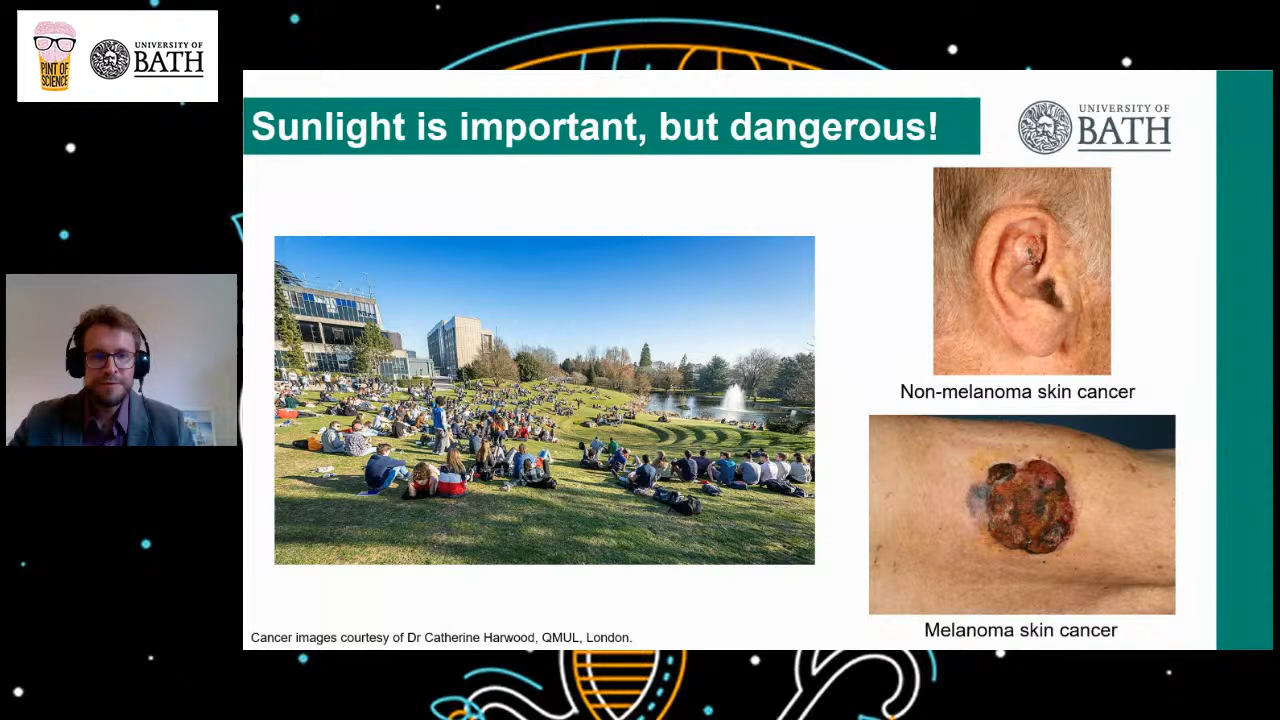 PINT OF
SCIENCE
UNIVERSITY OF
BATH
Sunlight is important, but dangerous!
UNIVERSITY OF
BATH
Non-melanoma skin cancer
Melanoma skin cancer
Cancer images courtesy of Dr Catherine Harwood, QMUL, London.